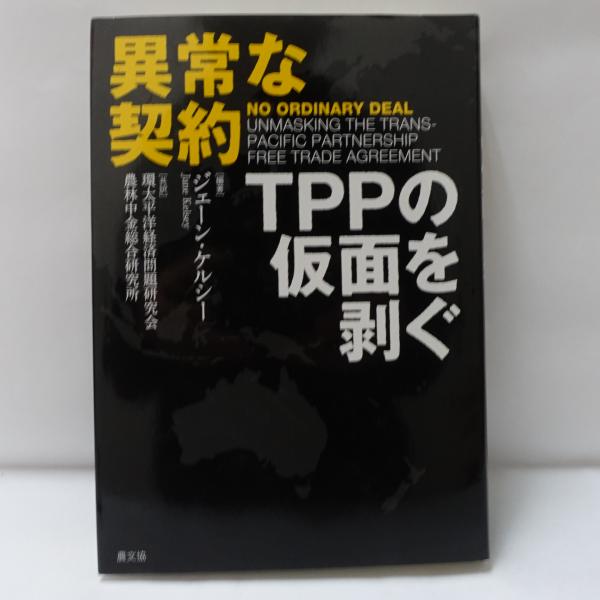 異常な
契約
NO ORDINARY DEAL
UNMASKING THE TRANS-
PACIFIC PARTNERSHIP
FREE TRADE AGREEMENT
TPPの
仮面を
剥ぐ
[編著]
ジェーン・ケルシー
Jane Kelsey
[共訳]
環太平洋経済問題研究会
農林中金総合研究所
農文協